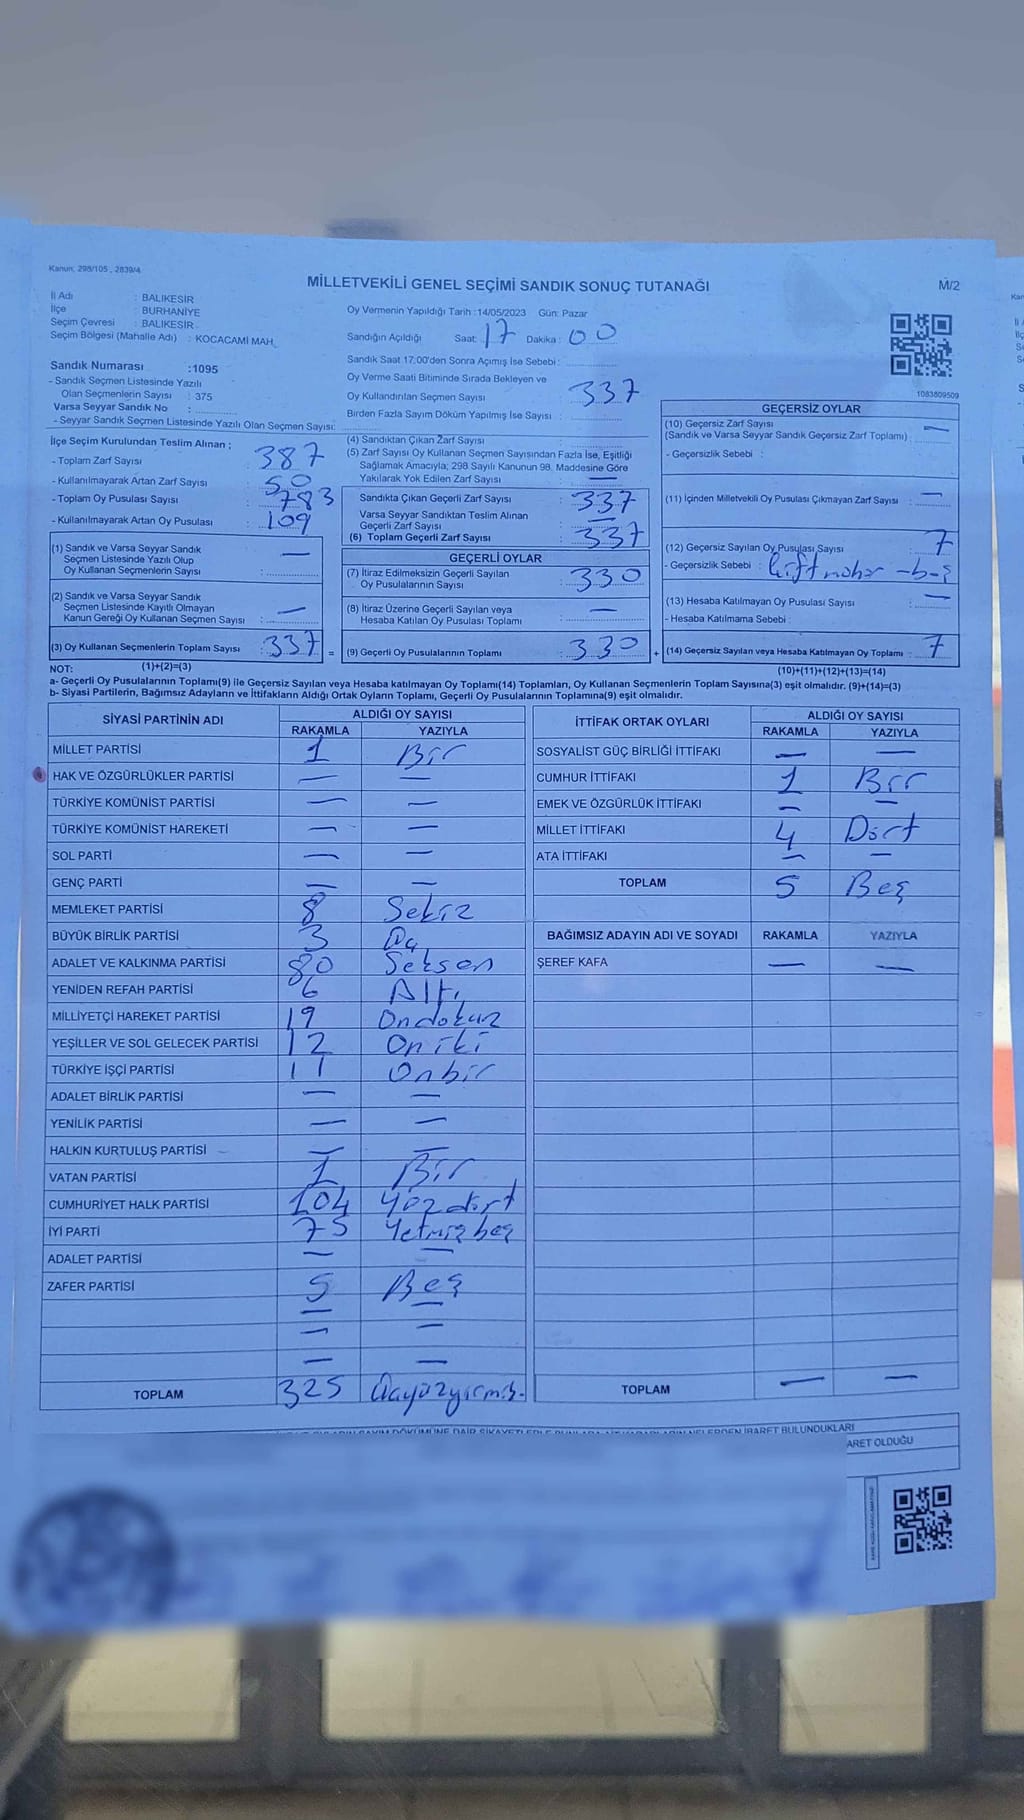 Kanun; 298/105 , 2839/4
MİLLETVEKİLİ GENEL SEÇİMİ SANDIK SONUÇ TUTANAĞI
M/2
İl Adı : BALIKESİR
İlçe : BURHANİYE
Seçim Çevresi : BALIKESİR
Seçim Bölgesi (Mahalle Adı) : KOCACAMİ MAH.
Oy Vermenin Yapıldığı Tarih :14/05/2023 Gün: Pazar
Sandığın Açıldığı Saat: 17 Dakika: 00
Sandık Saat 17:00'den Sonra Açımış İse Sebebi :
Oy Verme Saati Bitiminde Sırada Bekleyen ve
Oy Kullandırılan Seçmen Sayısı : 337
Birden Fazla Sayım Döküm Yapılmış İse Sayısı :
1083809509
Sandık Numarası :1095
- Sandık Seçmen Listesinde Yazılı
Olan Seçmenlerin Sayısı : 375
Varsa Seyyar Sandık No :
- Seyyar Sandık Seçmen Listesinde Yazılı Olan Seçmen Sayısı:
İlçe Seçim Kurulundan Teslim Alınan ;
- Toplam Zarf Sayısı : 387
- Kullanılmayarak Artan Zarf Sayısı : 50
- Toplam Oy Pusulası Sayısı : 783
- Kullanılmayarak Artan Oy Pusulası : 109
(1) Sandık ve Varsa Seyyar Sandık
Seçmen Listesinde Yazılı Olup
Oy Kullanan Seçmenlerin Sayısı : —
(2) Sandık ve Varsa Seyyar Sandık
Seçmen Listesinde Kayıtlı Olmayan
Kanun Gereği Oy Kullanan Seçmen Sayısı : —
(3) Oy Kullanan Seçmenlerin Toplam Sayısı : 337 =
(4) Sandıktan Çıkan Zarf Sayısı :
(5) Zarf Sayısı Oy Kullanan Seçmen Sayısından Fazla İse, Eşitliği
Sağlamak Amacıyla; 298 Sayılı Kanunun 98. Maddesine Göre
Yakılarak Yok Edilen Zarf Sayısı : —
Sandıkta Çıkan Geçerli Zarf Sayısı : 337
Varsa Seyyar Sandıktan Teslim Alınan
Geçerli Zarf Sayısı : —
(6) Toplam Geçerli Zarf Sayısı : 337
GEÇERLİ OYLAR
(7) İtiraz Edilmeksizin Geçerli Sayılan
Oy Pusulalarının Sayısı : 330
(8) İtiraz Üzerine Geçerli Sayılan veya
Hesaba Katılan Oy Pusulası Toplamı : —
(9) Geçerli Oy Pusulalarının Toplamı : 330 +
GEÇERSİZ OYLAR
(10) Geçersiz Zarf Sayısı
(Sandık ve Varsa Seyyar Sandık Geçersiz Zarf Toplamı) : —
- Geçersizlik Sebebi :
(11) İçinden Milletvekili Oy Pusulası Çıkmayan Zarf Sayısı : —
(12) Geçersiz Sayılan Oy Pusulası Sayısı : 7
- Geçersizlik Sebebi :
(13) Hesaba Katılmayan Oy Pusulası Sayısı : —
- Hesaba Katılmama Sebebi :
(14) Geçersiz Sayılan veya Hesaba Katılmayan Oy Toplamı : 7
NOT: (1)+(2)=(3) (10)+(11)+(12)+(13)=(14)
a- Geçerli Oy Pusulalarının Toplamı(9) ile Geçersiz Sayılan veya Hesaba katılmayan Oy Toplamı(14) Toplamları, Oy Kullanan Seçmenlerin Toplam Sayısına(3) eşit olmalıdır. (9)+(14)=(3)
b- Siyasi Partilerin, Bağımsız Adayların ve İttifakların Aldığı Ortak Oyların Toplamı, Geçerli Oy Pusulalarının Toplamına(9) eşit olmalıdır.
SİYASİ PARTİNİN ADI ALDIĞI OY SAYISI
RAKAMLA YAZIYLA
MİLLET PARTİSİ 1 Bir
HAK VE ÖZGÜRLÜKLER PARTİSİ — —
TÜRKİYE KOMÜNİST PARTİSİ — —
TÜRKİYE KOMÜNİST HAREKETİ — —
SOL PARTİ — —
GENÇ PARTİ — —
MEMLEKET PARTİSİ 8 Sekiz
BÜYÜK BİRLİK PARTİSİ 3 Üç
ADALET VE KALKINMA PARTİSİ 80 Seksen
YENİDEN REFAH PARTİSİ 6 Altı
MİLLİYETÇİ HAREKET PARTİSİ 19 Ondokuz
YEŞİLLER VE SOL GELECEK PARTİSİ 12 Oniki
TÜRKİYE İŞÇİ PARTİSİ 11 Onbir
ADALET BİRLİK PARTİSİ — —
YENİLİK PARTİSİ — —
HALKIN KURTULUŞ PARTİSİ — —
VATAN PARTİSİ 1 Bir
CUMHURİYET HALK PARTİSİ 104 Yüzdört
İYİ PARTİ 75 Yetmişbeş
ADALET PARTİSİ — —
ZAFER PARTİSİ 5 Beş
— —
— —
— —
TOPLAM 325
İTTİFAK ORTAK OYLARI ALDIĞI OY SAYISI
RAKAMLA YAZIYLA
SOSYALİST GÜÇ BİRLİĞİ İTTİFAKI — —
CUMHUR İTTİFAKI 1 Bir
EMEK VE ÖZGÜRLÜK İTTİFAKI — —
MİLLET İTTİFAKI 4 Dört
ATA İTTİFAKI — —
TOPLAM 5 Beş
BAĞIMSIZ ADAYIN ADI VE SOYADI RAKAMLA YAZIYLA
ŞEREF KAFA — —
TOPLAM — —
BULUNDUKLARI
ARET OLDUĞU